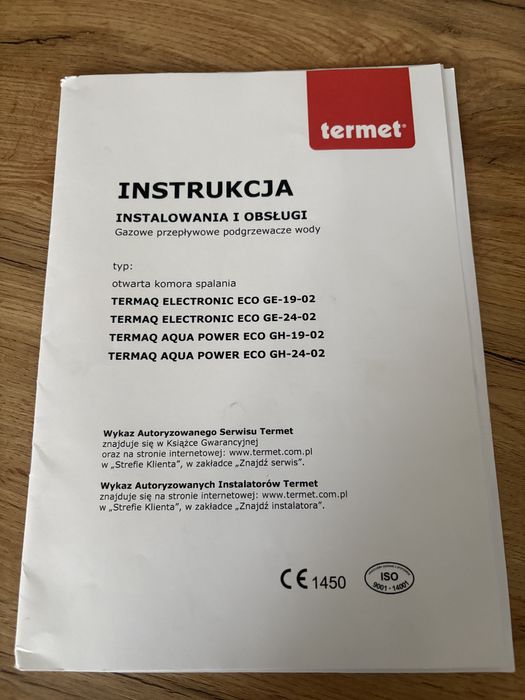 termet
INSTRUKCJA
INSTALOWANIA I OBSŁUGI
Gazowe przepływowe podgrzewacze wody
typ:
otwarta komora spalania
TERMAQ ELECTRONIC ECO GE-19-02
TERMAQ ELECTRONIC ECO GE-24-02
TERMAQ AQUA POWER ECO GH-19-02
TERMAQ AQUA POWER ECO GH-24-02
Wykaz Autoryzowanego Serwisu Termet
znajduje się w Książce Gwarancyjnej
oraz na stronie internetowej: www.termet.com.pl
w „Strefie Klienta”, w zakładce „Znajdź serwis”.
Wykaz Autoryzowanych Instalatorów Termet
znajduje się na stronie internetowej: www.termet.com.pl
w „Strefie Klienta”, w zakładce „Znajdź instalatora”.
CE 1450
ISO
9001 - 14001